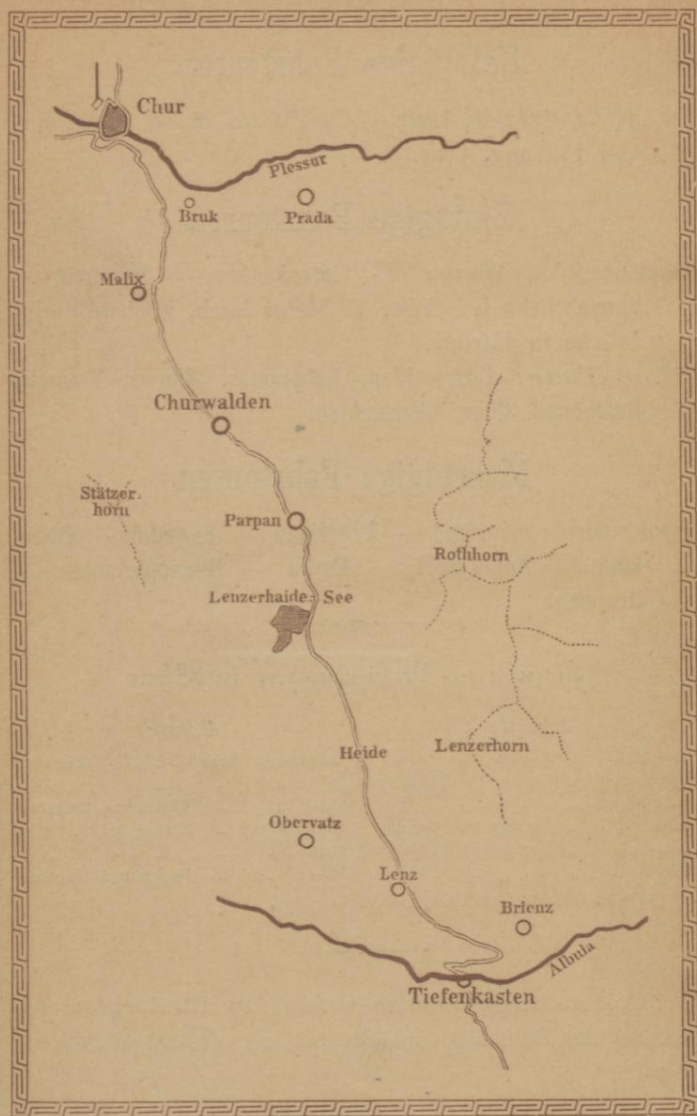 Chur
Plessur
Bruk
Prada
Malix
Churwalden
Stätzer-
horn
Parpan
Rothhorn
Lenzerhaide-See
Heide
Lenzerhorn
Obervatz
Lenz
Brienz
Albula
Tiefenkasten